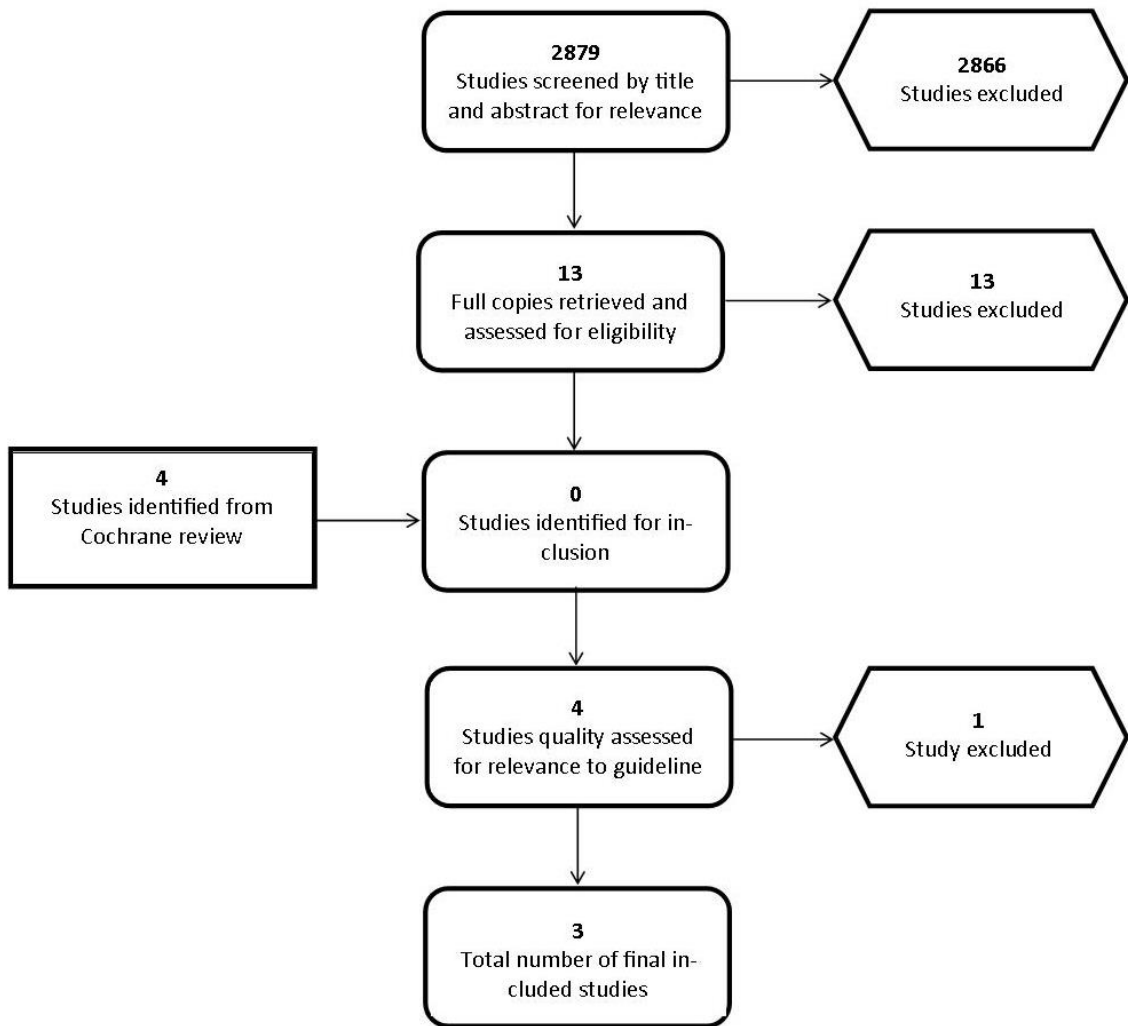 2879
Studies screened by title
and abstract for relevance
2866
Studies excluded
13
Full copies retrieved and
assessed for eligibility
13
Studies excluded
4
Studies identified from
Cochrane review
0
Studies identified for in-
clusion
4
Studies quality assessed
for relevance to guideline
1
Study excluded
3
Total number of final in-
cluded studies